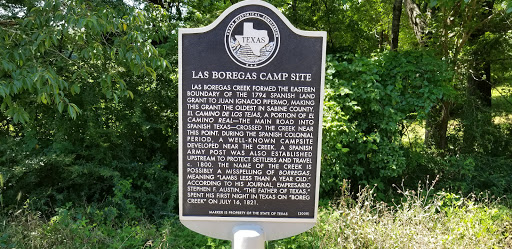 TEXAS
LAS BOREGAS CAMP SITE
LAS BOREGAS CREEK FORMED THE EASTERN
BOUNDARY OF THE 1794 SPANISH LAND
GRANT TO JUAN IGNACIO PIFERMO, MAKING
THIS GRANT THE OLDEST IN SABINE COUNTY.
EL CAMINO DE LOS TEJAS, A PORTION OF EL
CAMINO REAL—THE MAIN ROAD INTO
SPANISH TEXAS—CROSSED THE CREEK NEAR
THIS POINT. DURING THE SPANISH COLONIAL
PERIOD, A WELL-KNOWN CAMPSITE
DEVELOPED NEAR THE CREEK. A SPANISH
ARMY POST WAS ALSO ESTABLISHED
UPSTREAM TO PROTECT SETTLERS AND TRAVEL
c. 1800. THE NAME OF THE CREEK IS
POSSIBLY A MISSPELLING OF BORREGAS,
MEANING "LAMBS LESS THAN A YEAR OLD."
ACCORDING TO HIS JOURNAL, EMPRESARIO
STEPHEN F. AUSTIN, "THE FATHER OF TEXAS,"
SPENT HIS FIRST NIGHT IN TEXAS ON "BOREG
CREEK" ON JULY 16, 1821.
MARKER IS PROPERTY OF THE STATE OF TEXAS